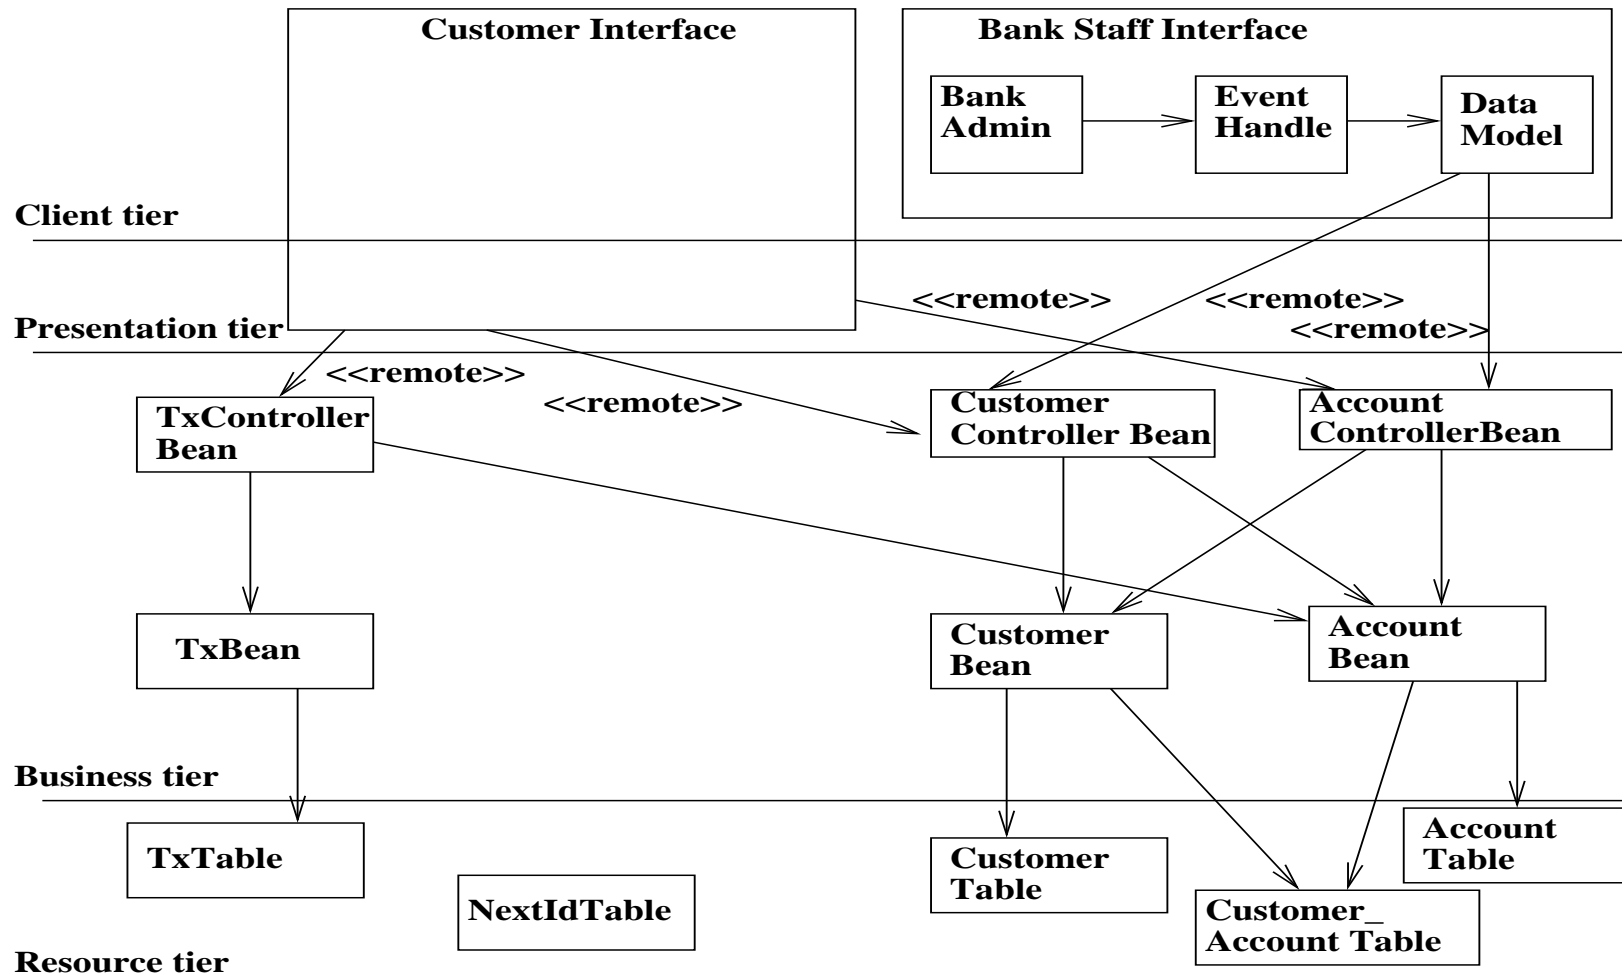 Customer Interface
Bank Staff Interface
Bank
Admin
Event
Handle
Data
Model
Client tier
<<remote>>
<<remote>>
<<remote>>
Presentation tier
<<remote>>
<<remote>>
TxController
Bean
Customer
Controller Bean
Account
ControllerBean
TxBean
Customer
Bean
Account
Bean
Business tier
TxTable
NextIdTable
Customer
Table
Customer_
Account Table
Account
Table
Resource tier